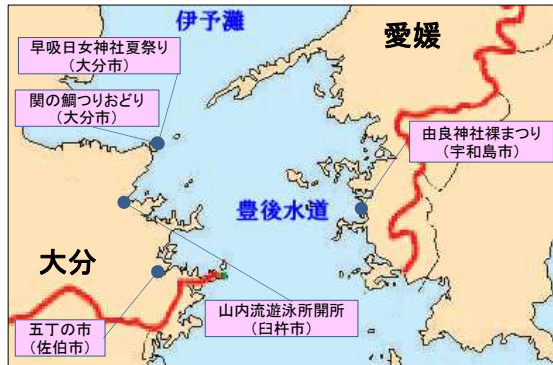 伊予灘
愛媛
早吸日女神社夏祭り
（大分市）
関の鯛つりおどり
（大分市）
由良神社裸まつり
（宇和島市）
豊後水道
大分
山内流遊泳所開所
（臼杵市）
五丁の市
（佐伯市）